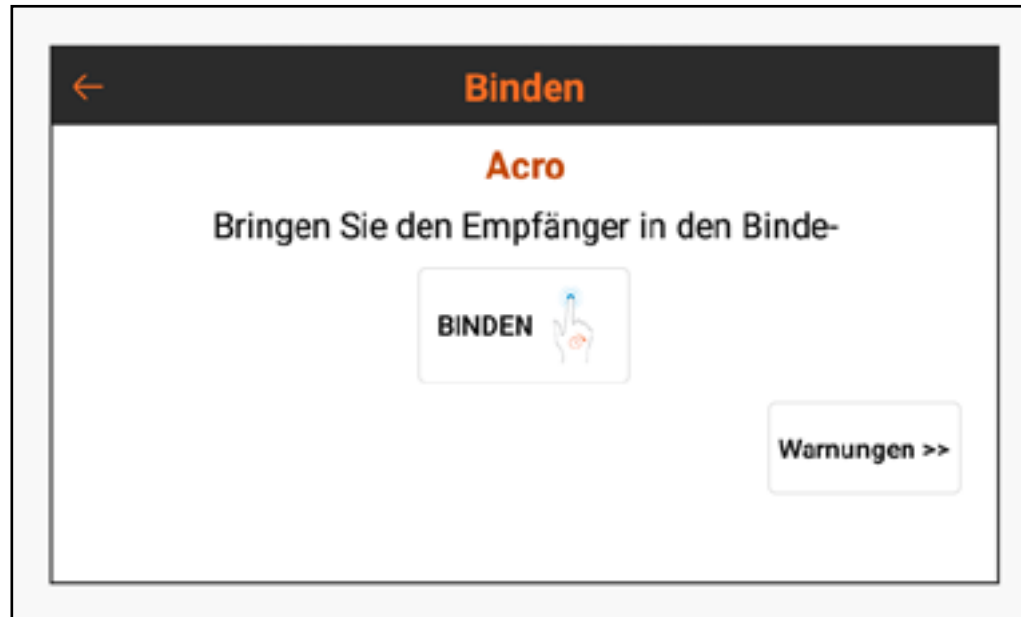 Binden
Acro
Bringen Sie den Empfänger in den Binde-
BINDEN
Warnungen >>